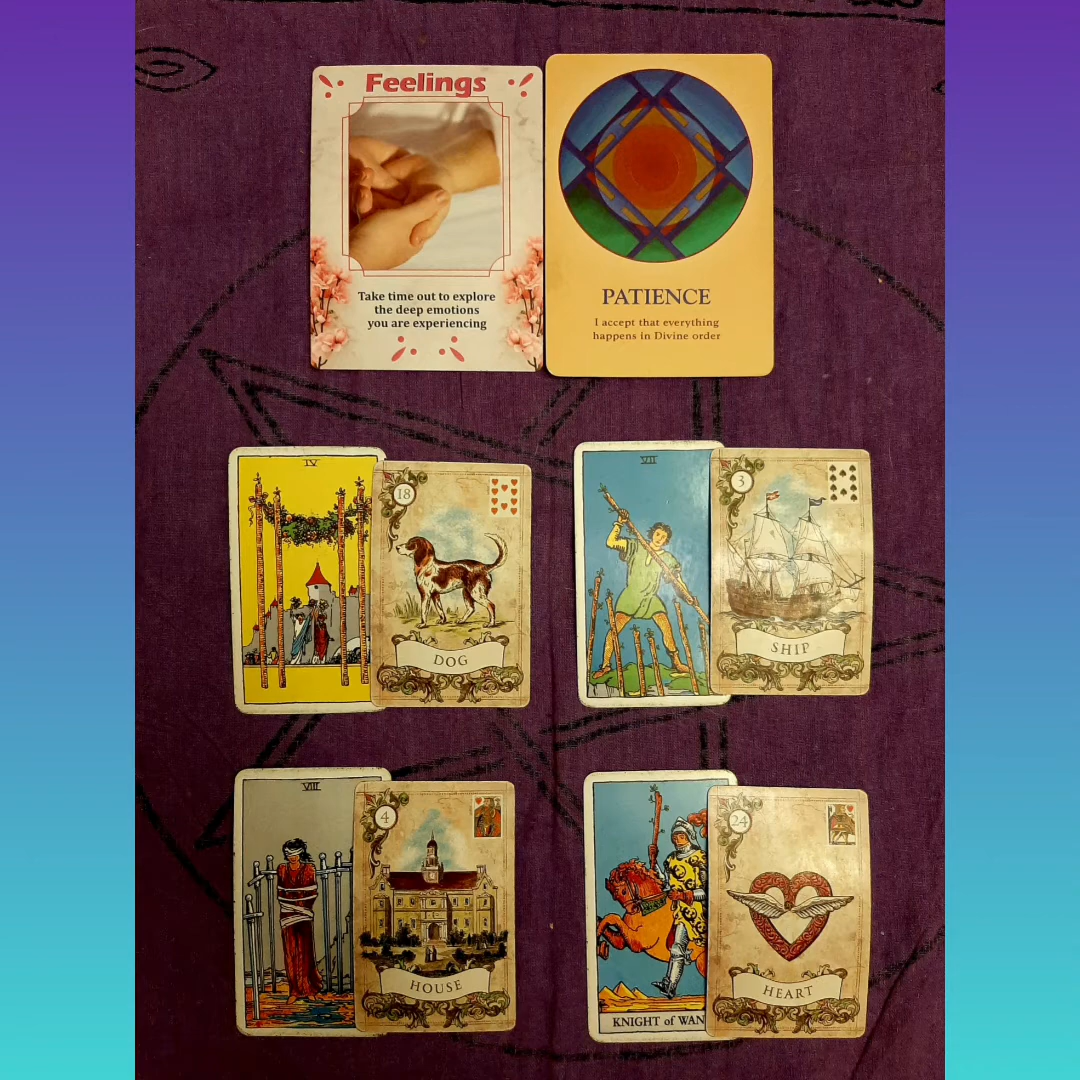 Feelings
Take time out to explore
the deep emotions
you are experiencing
PATIENCE
I accept that everything
happens in Divine order
IV
18
DOG
VII
3
SHIP
VIII
4
HOUSE
KNIGHT of WAN
24
HEART